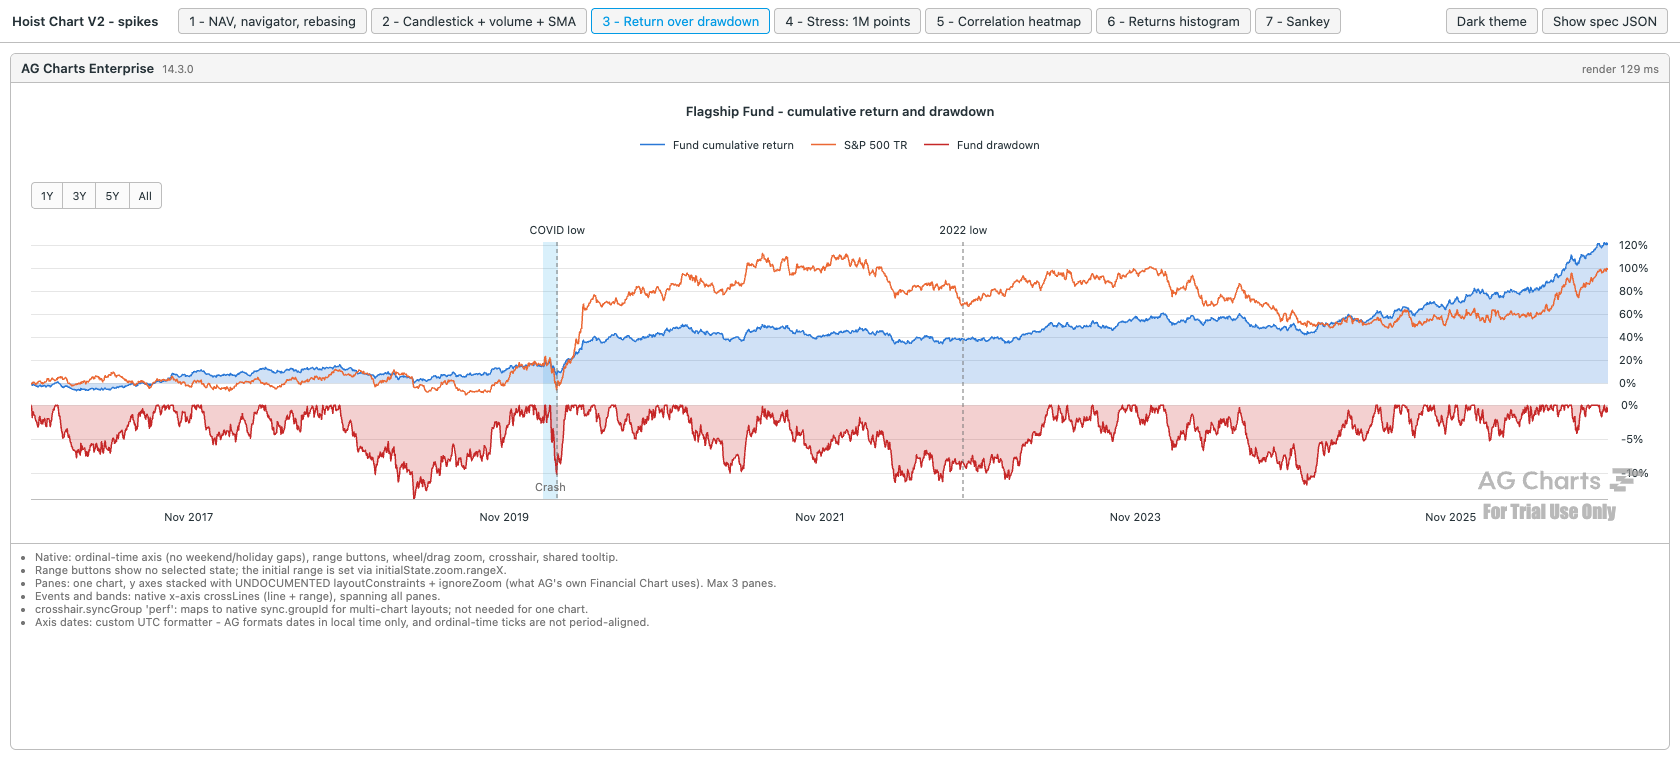 Hoist Chart V2 - spikes
1 - NAV, navigator, rebasing
2 - Candlestick + volume + SMA
3 - Return over drawdown
4 - Stress: 1M points
5 - Correlation heatmap
6 - Returns histogram
7 - Sankey
Dark theme
Show spec JSON
AG Charts Enterprise 14.3.0
render 129 ms
Flagship Fund - cumulative return and drawdown
Fund cumulative return
S&P 500 TR
Fund drawdown
1Y
3Y
5Y
All
COVID low
2022 low
120%
100%
80%
60%
40%
20%
0%
0%
-5%
-10%
Crash
AG Charts
For Trial Use Only
Nov 2017
Nov 2019
Nov 2021
Nov 2023
Nov 2025
Native: ordinal-time axis (no weekend/holiday gaps), range buttons, wheel/drag zoom, crosshair, shared tooltip.
Range buttons show no selected state; the initial range is set via initialState.zoom.rangeX.
Panes: one chart, y axes stacked with UNDOCUMENTED layoutConstraints + ignoreZoom (what AG's own Financial Chart uses). Max 3 panes.
Events and bands: native x-axis crossLines (line + range), spanning all panes.
crosshair.syncGroup 'perf': maps to native sync.groupId for multi-chart layouts; not needed for one chart.
Axis dates: custom UTC formatter - AG formats dates in local time only, and ordinal-time ticks are not period-aligned.